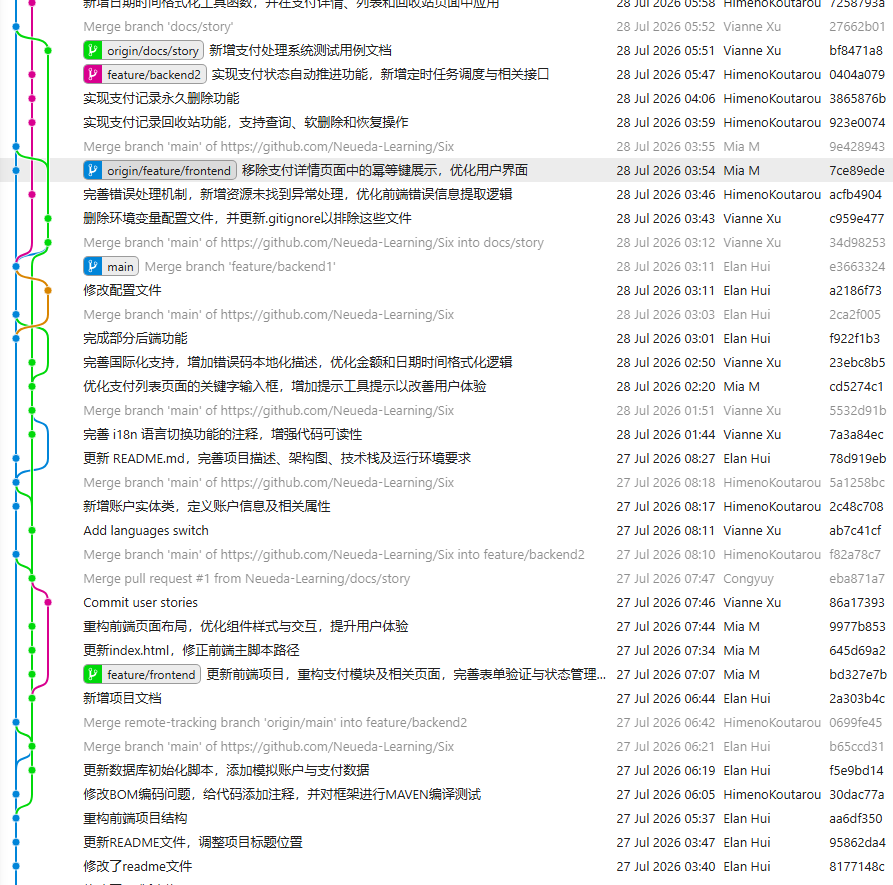 新增日期时间格式化工具函数，并在支付详情、列表和回收站页面中应用 28 Jul 2026 05:58 HimenoKoutarou 7258793a
Merge branch 'docs/story' 28 Jul 2026 05:52 Vianne Xu 27662b01
origin/docs/story 新增支付处理系统测试用例文档 28 Jul 2026 05:51 Vianne Xu bf8471a8
feature/backend2 实现支付状态自动推进功能，新增定时任务调度与相关接口 28 Jul 2026 05:47 HimenoKoutarou 0404a079
实现支付记录永久删除功能 28 Jul 2026 04:06 HimenoKoutarou 3865876b
实现支付记录回收站功能，支持查询、软删除和恢复操作 28 Jul 2026 03:59 HimenoKoutarou 923e0074
Merge branch 'main' of https://github.com/Neueda-Learning/Six 28 Jul 2026 03:55 Mia M 9e428943
origin/feature/frontend 移除支付详情页面中的幂等键展示，优化用户界面 28 Jul 2026 03:54 Mia M 7ce89ede
完善错误处理机制，新增资源未找到异常处理，优化前端错误信息提取逻辑 28 Jul 2026 03:46 HimenoKoutarou acfb4904
删除环境变量配置文件，并更新.gitignore以排除这些文件 28 Jul 2026 03:43 Vianne Xu c959e477
Merge branch 'main' of https://github.com/Neueda-Learning/Six into docs/story 28 Jul 2026 03:12 Vianne Xu 34d98253
main Merge branch 'feature/backend1' 28 Jul 2026 03:11 Elan Hui e3663324
修改配置文件 28 Jul 2026 03:11 Elan Hui a2186f73
Merge branch 'main' of https://github.com/Neueda-Learning/Six 28 Jul 2026 03:03 Elan Hui 2ca2f005
完成部分后端功能 28 Jul 2026 03:01 Elan Hui f922f1b3
完善国际化支持，增加错误码本地化描述，优化金额和日期时间格式化逻辑 28 Jul 2026 02:50 Vianne Xu 23ebc8b5
优化支付列表页面的关键字输入框，增加提示工具提示以改善用户体验 28 Jul 2026 02:20 Mia M cd5274c1
Merge branch 'main' of https://github.com/Neueda-Learning/Six 28 Jul 2026 01:51 Vianne Xu 5532d91b
完善 i18n 语言切换功能的注释，增强代码可读性 28 Jul 2026 01:44 Vianne Xu 7a3a84ec
更新 README.md，完善项目描述、架构图、技术栈及运行环境要求 27 Jul 2026 08:27 Elan Hui 78d919eb
Merge branch 'main' of https://github.com/Neueda-Learning/Six 27 Jul 2026 08:18 HimenoKoutarou 5a1258bc
新增账户实体类，定义账户信息及相关属性 27 Jul 2026 08:17 HimenoKoutarou 2c48c708
Add languages switch 27 Jul 2026 08:11 Vianne Xu ab7c41cf
Merge branch 'main' of https://github.com/Neueda-Learning/Six into feature/backend2 27 Jul 2026 08:10 HimenoKoutarou f82a78c7
Merge pull request #1 from Neueda-Learning/docs/story 27 Jul 2026 07:47 Congyuy eba871a7
Commit user stories 27 Jul 2026 07:46 Vianne Xu 86a17393
重构前端页面布局，优化组件样式与交互，提升用户体验 27 Jul 2026 07:44 Mia M 9977b853
更新index.html，修正前端主脚本路径 27 Jul 2026 07:34 Mia M 645d69a2
feature/frontend 更新前端项目，重构支付模块及相关页面，完善表单验证与状态管理... 27 Jul 2026 07:07 Mia M bd327e7b
新增项目文档 27 Jul 2026 06:44 Elan Hui 2a303b4c
Merge remote-tracking branch 'origin/main' into feature/backend2 27 Jul 2026 06:42 HimenoKoutarou 0699fe45
Merge branch 'main' of https://github.com/Neueda-Learning/Six 27 Jul 2026 06:21 Elan Hui b65ccd31
更新数据库初始化脚本，添加模拟账户与支付数据 27 Jul 2026 06:19 Elan Hui f5e9bd14
修改BOM编码问题，给代码添加注释，并对框架进行MAVEN编译测试 27 Jul 2026 06:05 HimenoKoutarou 30dac77a
重构前端项目结构 27 Jul 2026 05:37 Elan Hui aa6df350
更新README文件，调整项目标题位置 27 Jul 2026 03:47 Elan Hui 95862da4
修改了readme文件 27 Jul 2026 03:40 Elan Hui 8177148c